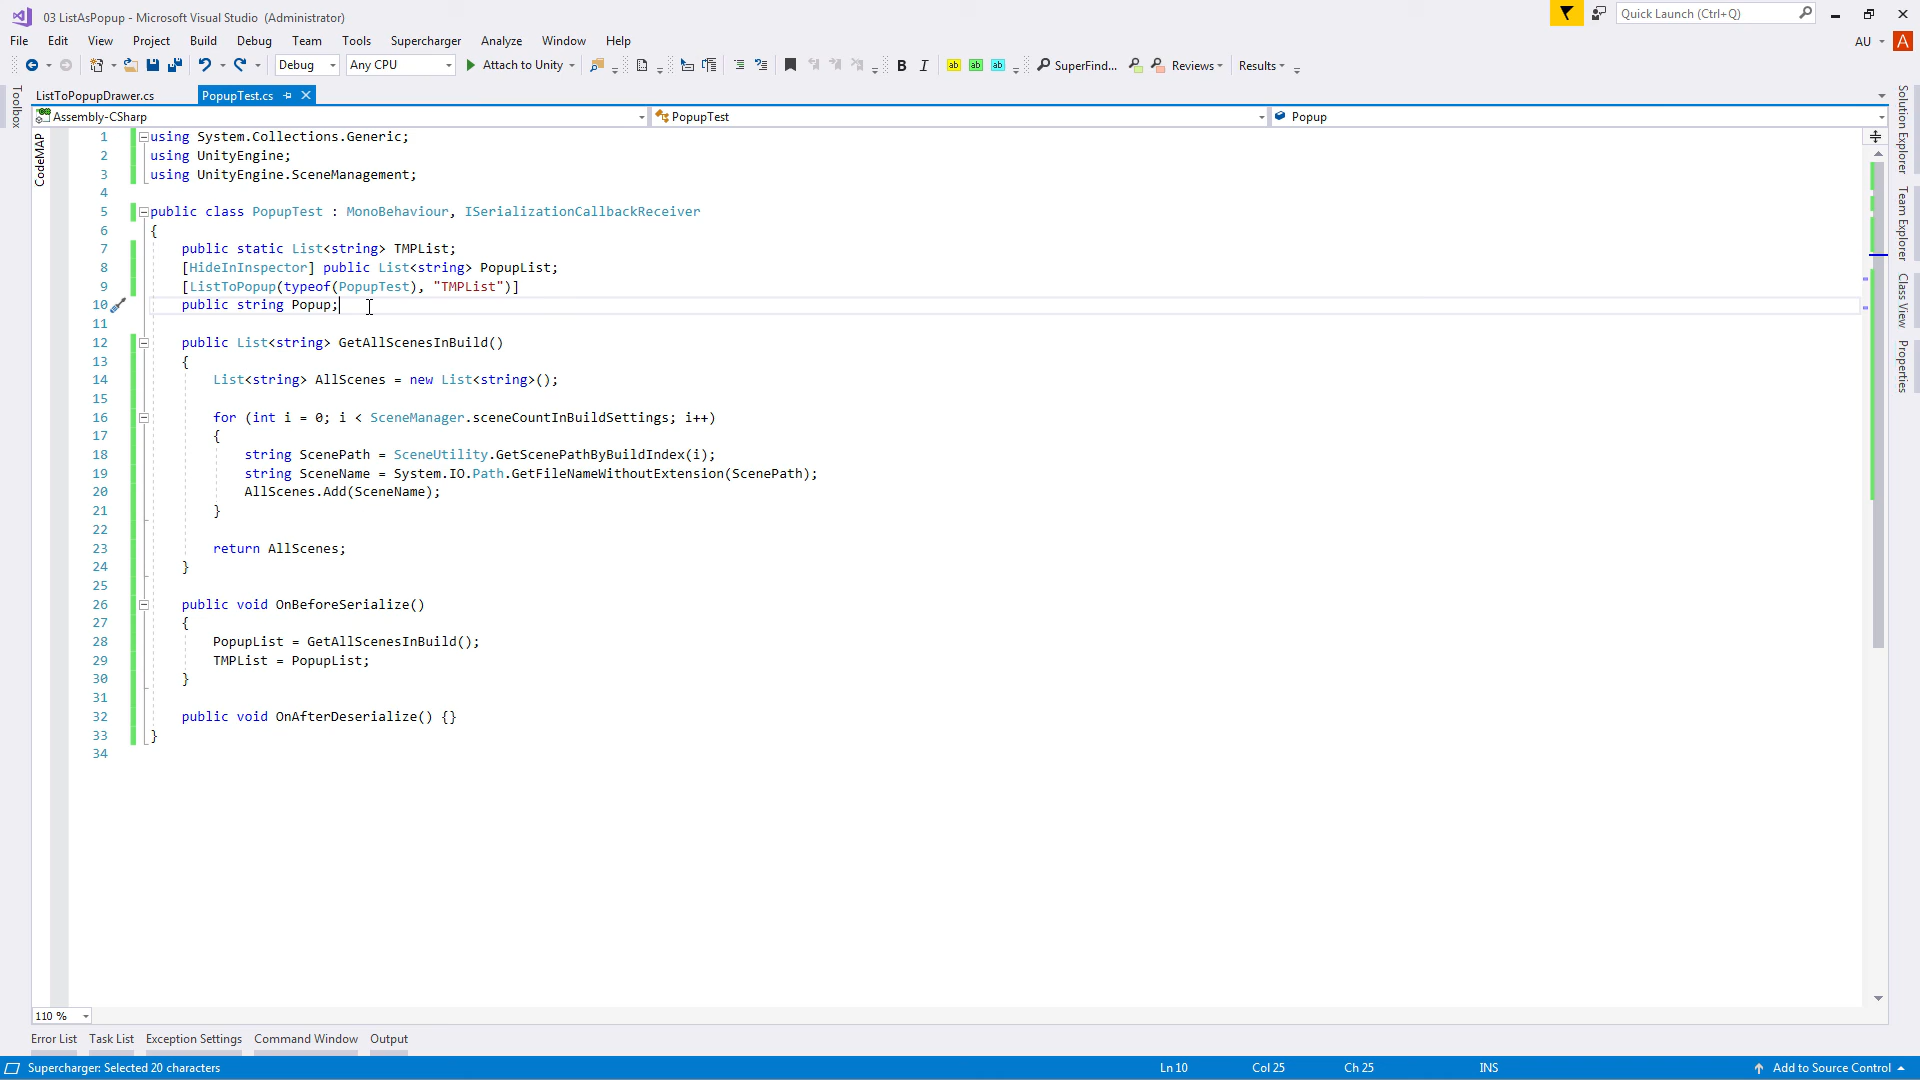 03 ListAsPopup - Microsoft Visual Studio (Administrator)
Quick Launch (Ctrl+Q)
File Edit View Project Build Debug Team Tools Supercharger Analyze Window Help
AU A
Debug Any CPU Attach to Unity B I ab ab ab SuperFind... Reviews Results
ListToPopupDrawer.cs PopupTest.cs
Assembly-CSharp PopupTest Popup
Toolbox
CodeMAP
Solution Explorer
Team Explorer
Class View
Properties
1 using System.Collections.Generic;
2 using UnityEngine;
3 using UnityEngine.SceneManagement;
4
5 public class PopupTest : MonoBehaviour, ISerializationCallbackReceiver
6 {
7 public static List<string> TMPList;
8 [HideInInspector] public List<string> PopupList;
9 [ListToPopup(typeof(PopupTest), "TMPList")]
10 public string Popup;
11
12 public List<string> GetAllScenesInBuild()
13 {
14 List<string> AllScenes = new List<string>();
15
16 for (int i = 0; i < SceneManager.sceneCountInBuildSettings; i++)
17 {
18 string ScenePath = SceneUtility.GetScenePathByBuildIndex(i);
19 string SceneName = System.IO.Path.GetFileNameWithoutExtension(ScenePath);
20 AllScenes.Add(SceneName);
21 }
22
23 return AllScenes;
24 }
25
26 public void OnBeforeSerialize()
27 {
28 PopupList = GetAllScenesInBuild();
29 TMPList = PopupList;
30 }
31
32 public void OnAfterDeserialize() {}
33 }
34
110 %
Error List Task List Exception Settings Command Window Output
Supercharger: Selected 20 characters Ln 10 Col 25 Ch 25 INS Add to Source Control